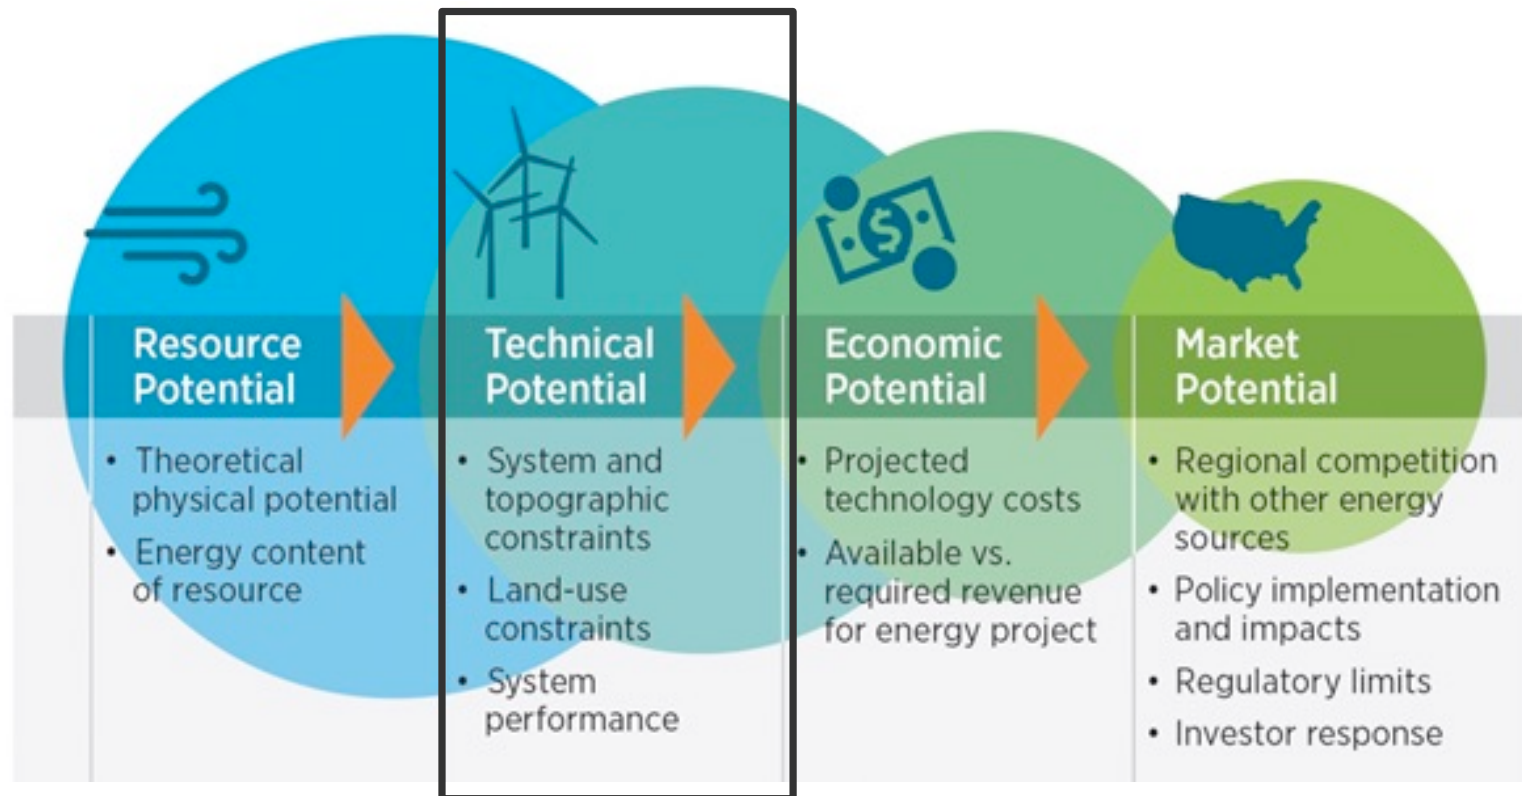 Resource
Potential
• Theoretical
physical potential
• Energy content
of resource
Technical
Potential
• System and
topographic
constraints
• Land-use
constraints
• System
performance
$
Economic
Potential
• Projected
technology costs
• Available vs.
required revenue
for energy project
Market
Potential
• Regional competition
with other energy
sources
• Policy implementation
and impacts
• Regulatory limits
• Investor response